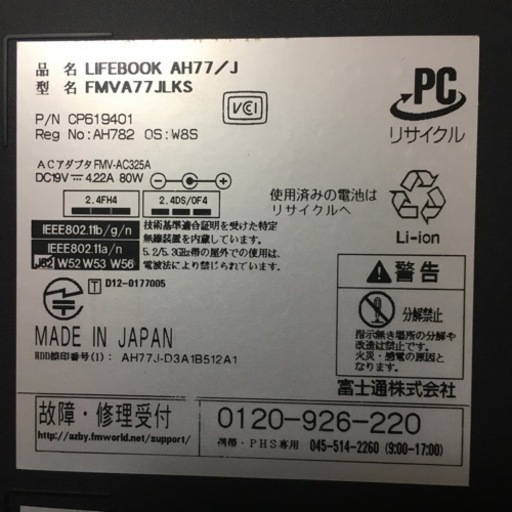 品 名 LIFEBOOK AH77/J
型 名 FMVA77JLKS
P/N CP619401
Reg No:AH782 OS:W8S
VCI
PC
リサイクル
ACアダプタ FMV-AC325A
DC19V 4.22A 80W
2.4FH4
2.4DS/OF4
IEEE802.11b/g/n
IEEE802.11a/n
J52 W52 W53 W56
技術基準適合証明を受けた特定
無線装置を内蔵しています。
5.2/5.3GHz帯の屋外での使用は、
電波法により禁じられています。
使用済みの電池は
リサイクルへ
Li-ion
T D12-0177005
警告
分解禁止
指示無き場所の分解や
改造は禁止です。
火災・感電の原因と
なります。
MADE IN JAPAN
HDD捺印番号(1): AH77J-D3A1B512A1
富士通株式会社
故障・修理受付
http://azby.fmworld.net/support/
0120-926-220
携帯・PHS専用 045-514-2260 (9:00-17:00)